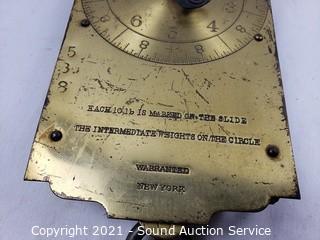 EACH 10 lb IS MARKED ON THE SLIDE
THE INTERMEDIATE WEIGHTS ON THE CIRCLE
WARRANTED
NEW YORK
Copyright 2021 - Sound Auction Service